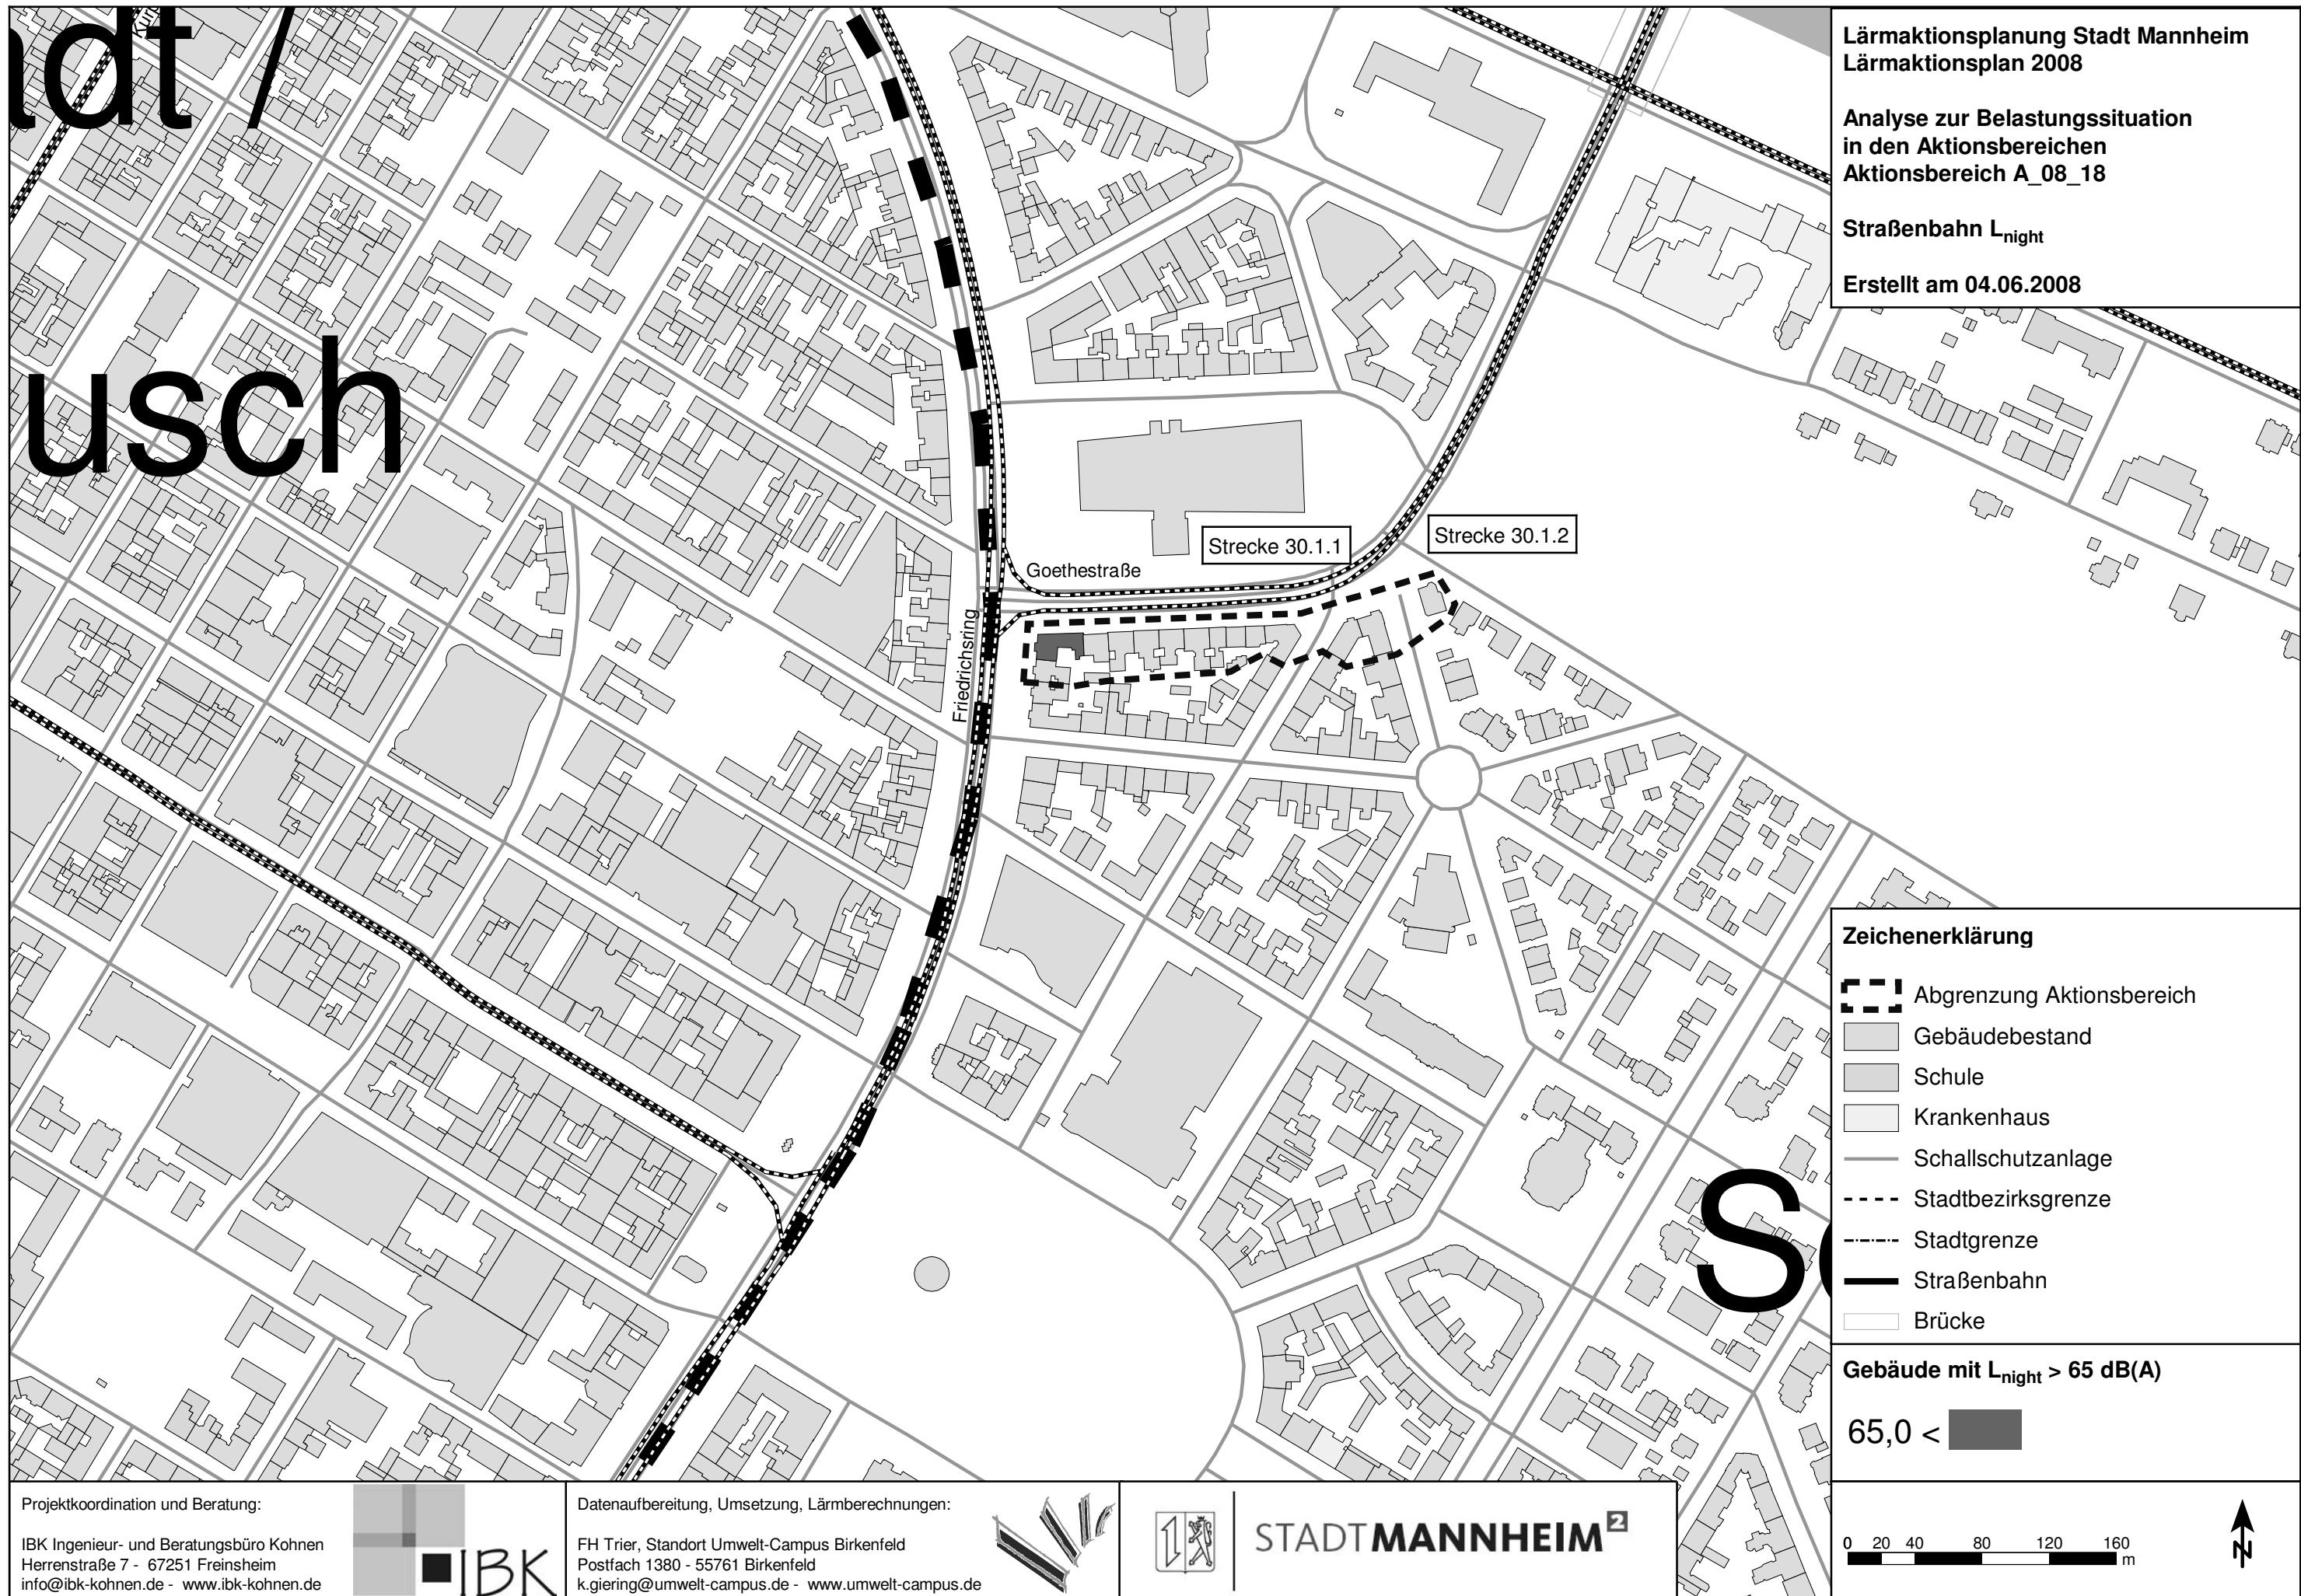 adt /
usch
Lärmaktionsplanung Stadt Mannheim
Lärmaktionsplan 2008
Analyse zur Belastungssituation
in den Aktionsbereichen
Aktionsbereich A_08_18
Straßenbahn Lnight
Erstellt am 04.06.2008
Strecke 30.1.1
Strecke 30.1.2
Goethestraße
Friedrichsring
Se
Zeichenerklärung
Abgrenzung Aktionsbereich
Gebäudebestand
Schule
Krankenhaus
Schallschutzanlage
Stadtbezirksgrenze
Stadtgrenze
Straßenbahn
Brücke
Gebäude mit Lnight > 65 dB(A)
65,0 <
Projektkoordination und Beratung:
IBK Ingenieur- und Beratungsbüro Kohnen
Herrenstraße 7 - 67251 Freinsheim
info@ibk-kohnen.de - www.ibk-kohnen.de
IBK
Datenaufbereitung, Umsetzung, Lärmberechnungen:
FH Trier, Standort Umwelt-Campus Birkenfeld
Postfach 1380 - 55761 Birkenfeld
k.giering@umwelt-campus.de - www.umwelt-campus.de
STADTMANNHEIM²
0 20 40 80 120 160
m
N